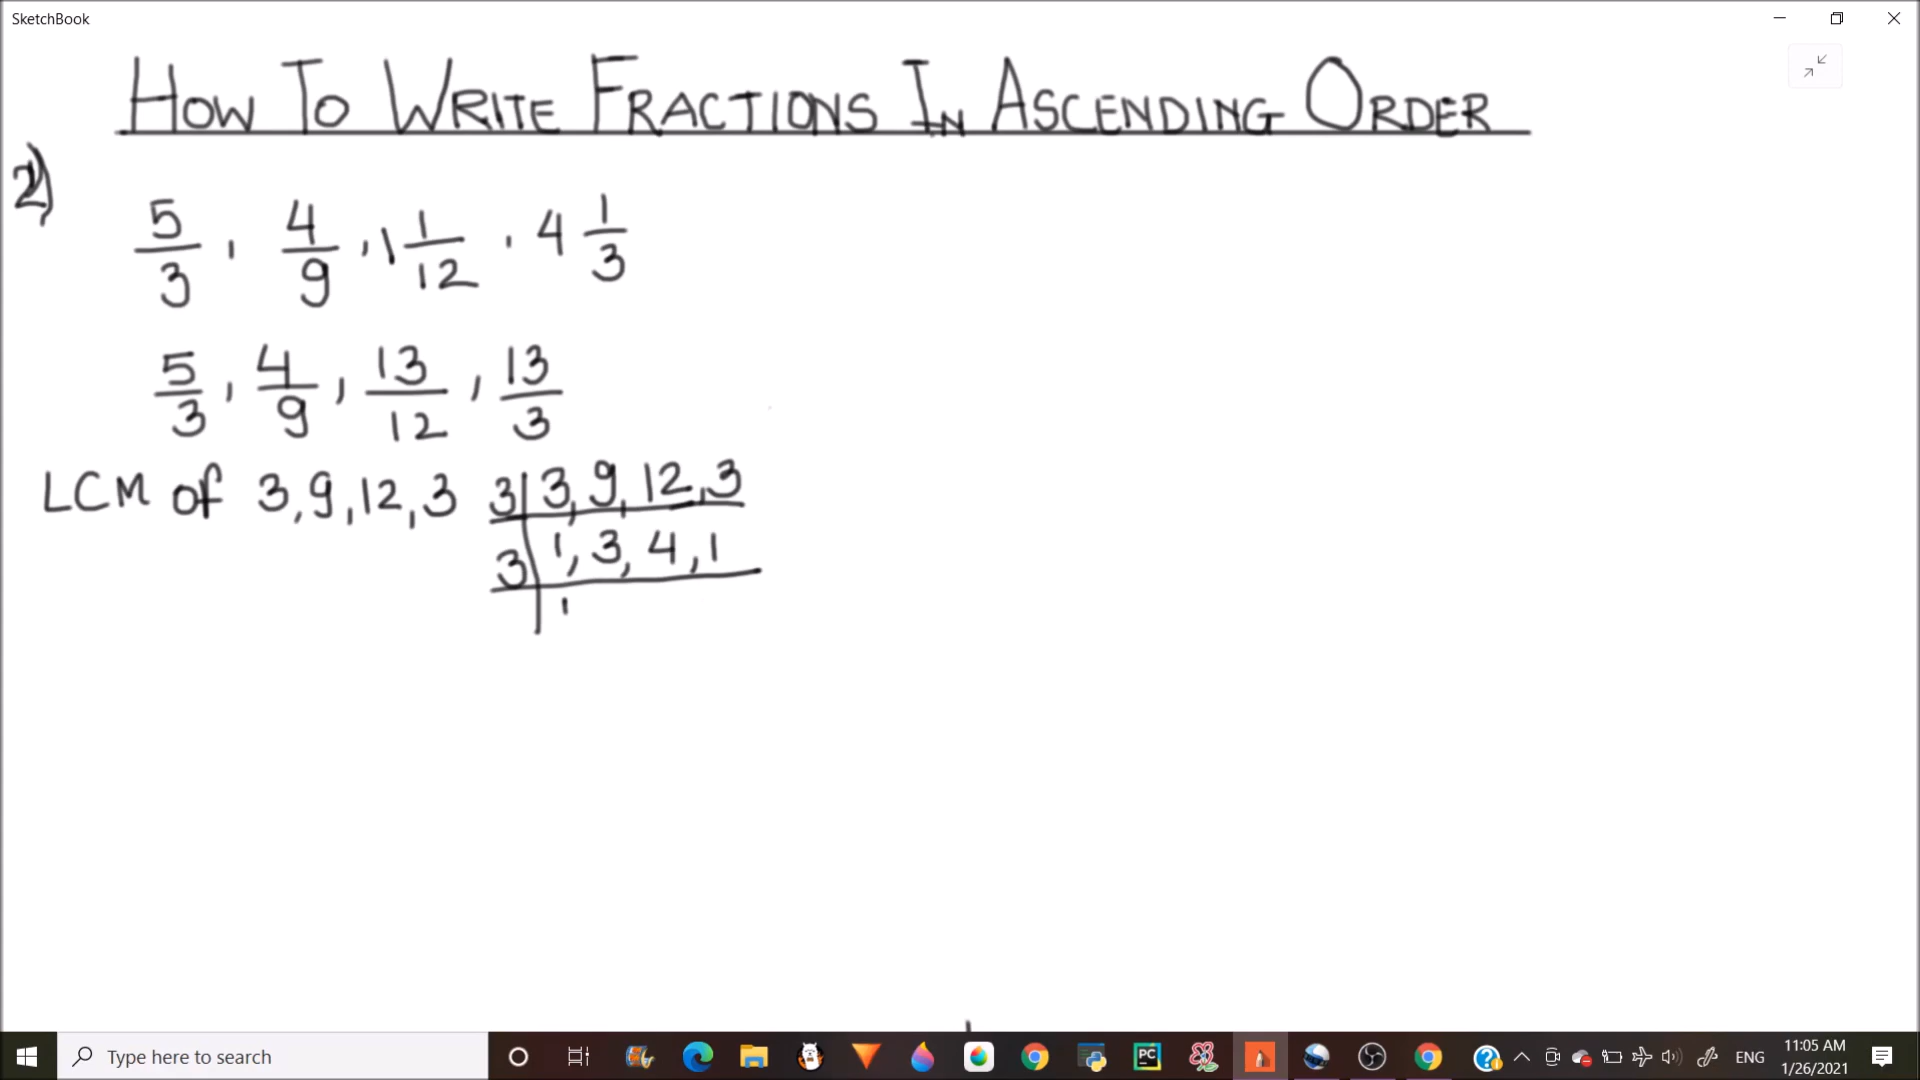 SketchBook
HOW TO WRITE FRACTIONS IN ASCENDING ORDER
2)
5/3, 4/9, 1 1/12, 4 1/3
5/3, 4/9, 13/12, 13/3
LCM of 3,9,12,3 3| 3,9,12,3
3| 1,3,4,1
1
Type here to search
PC
ENG
11:05 AM
1/26/2021